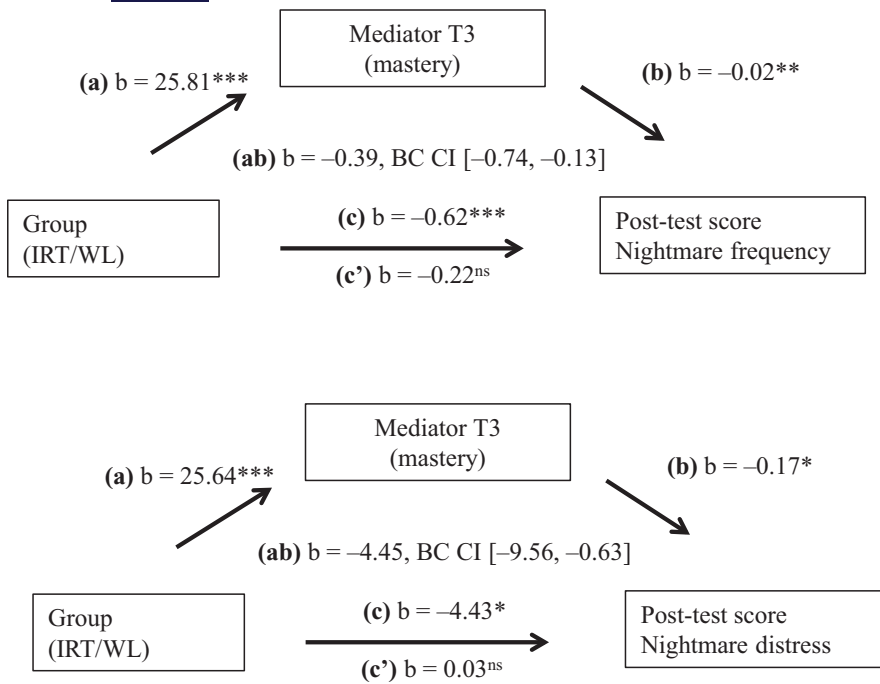 Mediator T3
(mastery)
(a) b = 25.81***
(b) b = –0.02**
(ab) b = –0.39, BC CI [–0.74, –0.13]
Group
(IRT/WL)
(c) b = –0.62***
(c’) b = –0.22ns
Post-test score
Nightmare frequency
Mediator T3
(mastery)
(a) b = 25.64***
(b) b = –0.17*
(ab) b = –4.45, BC CI [–9.56, –0.63]
Group
(IRT/WL)
(c) b = –4.43*
(c’) b = 0.03ns
Post-test score
Nightmare distress